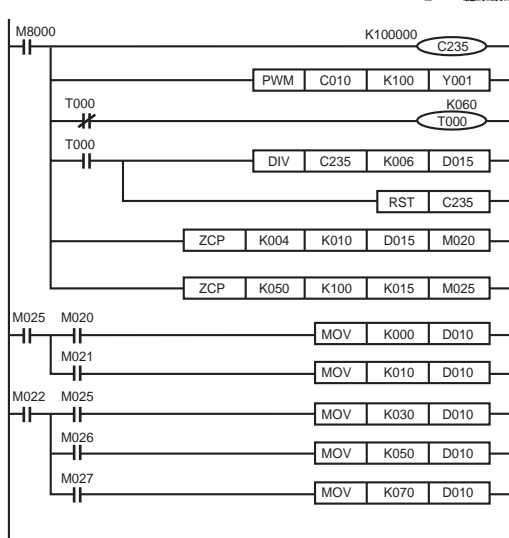 M8000
K100000
C235
PWM C010 K100 Y001
T000
K060
T000
T000
DIV C235 K006 D015
RST C235
ZCP K004 K010 D015 M020
ZCP K050 K100 K015 M025
M025 M020
MOV K000 D010
M021
MOV K010 D010
M022 M025
MOV K030 D010
M026
MOV K050 D010
M027
MOV K070 D010